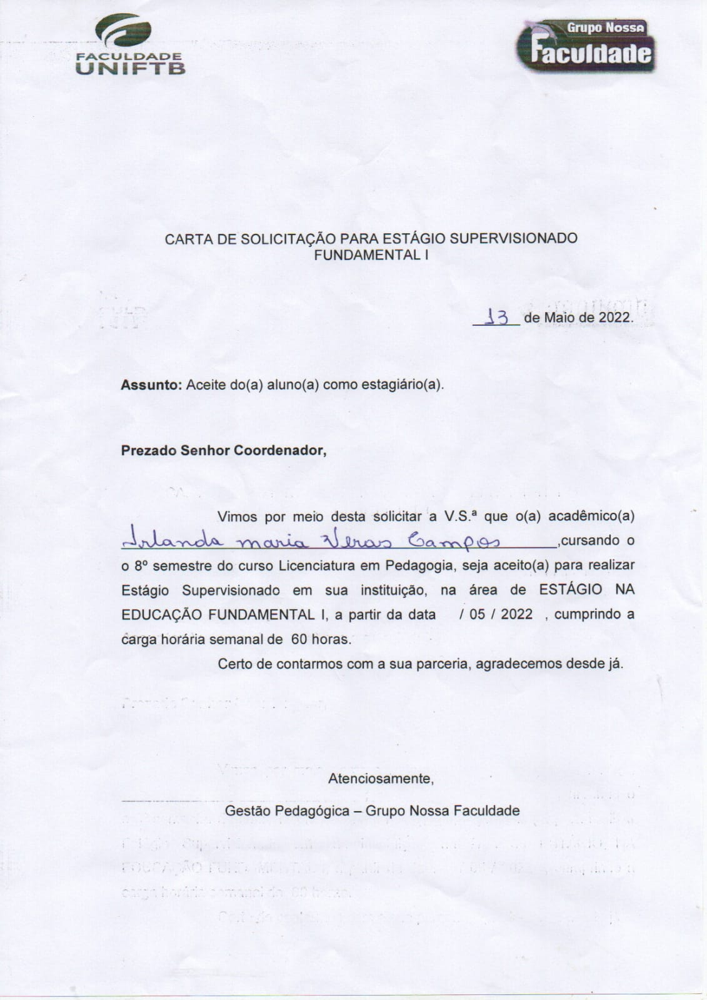 FACULDADE
UNIFTB
Grupo Nossa
Faculdade
CARTA DE SOLICITAÇÃO PARA ESTÁGIO SUPERVISIONADO
FUNDAMENTAL I
13 de Maio de 2022.
Assunto: Aceite do(a) aluno(a) como estagiário(a).
Prezado Senhor Coordenador,
Vimos por meio desta solicitar a V.S.ª que o(a) acadêmico(a)
Irlanda maria Veras Campos ,cursando o
o 8º semestre do curso Licenciatura em Pedagogia, seja aceito(a) para realizar
Estágio Supervisionado em sua instituição, na área de ESTÁGIO NA
EDUCAÇÃO FUNDAMENTAL I, a partir da data / 05 / 2022 , cumprindo a
carga horária semanal de 60 horas.
Certo de contarmos com a sua parceria, agradecemos desde já.
Atenciosamente,
Gestão Pedagógica – Grupo Nossa Faculdade